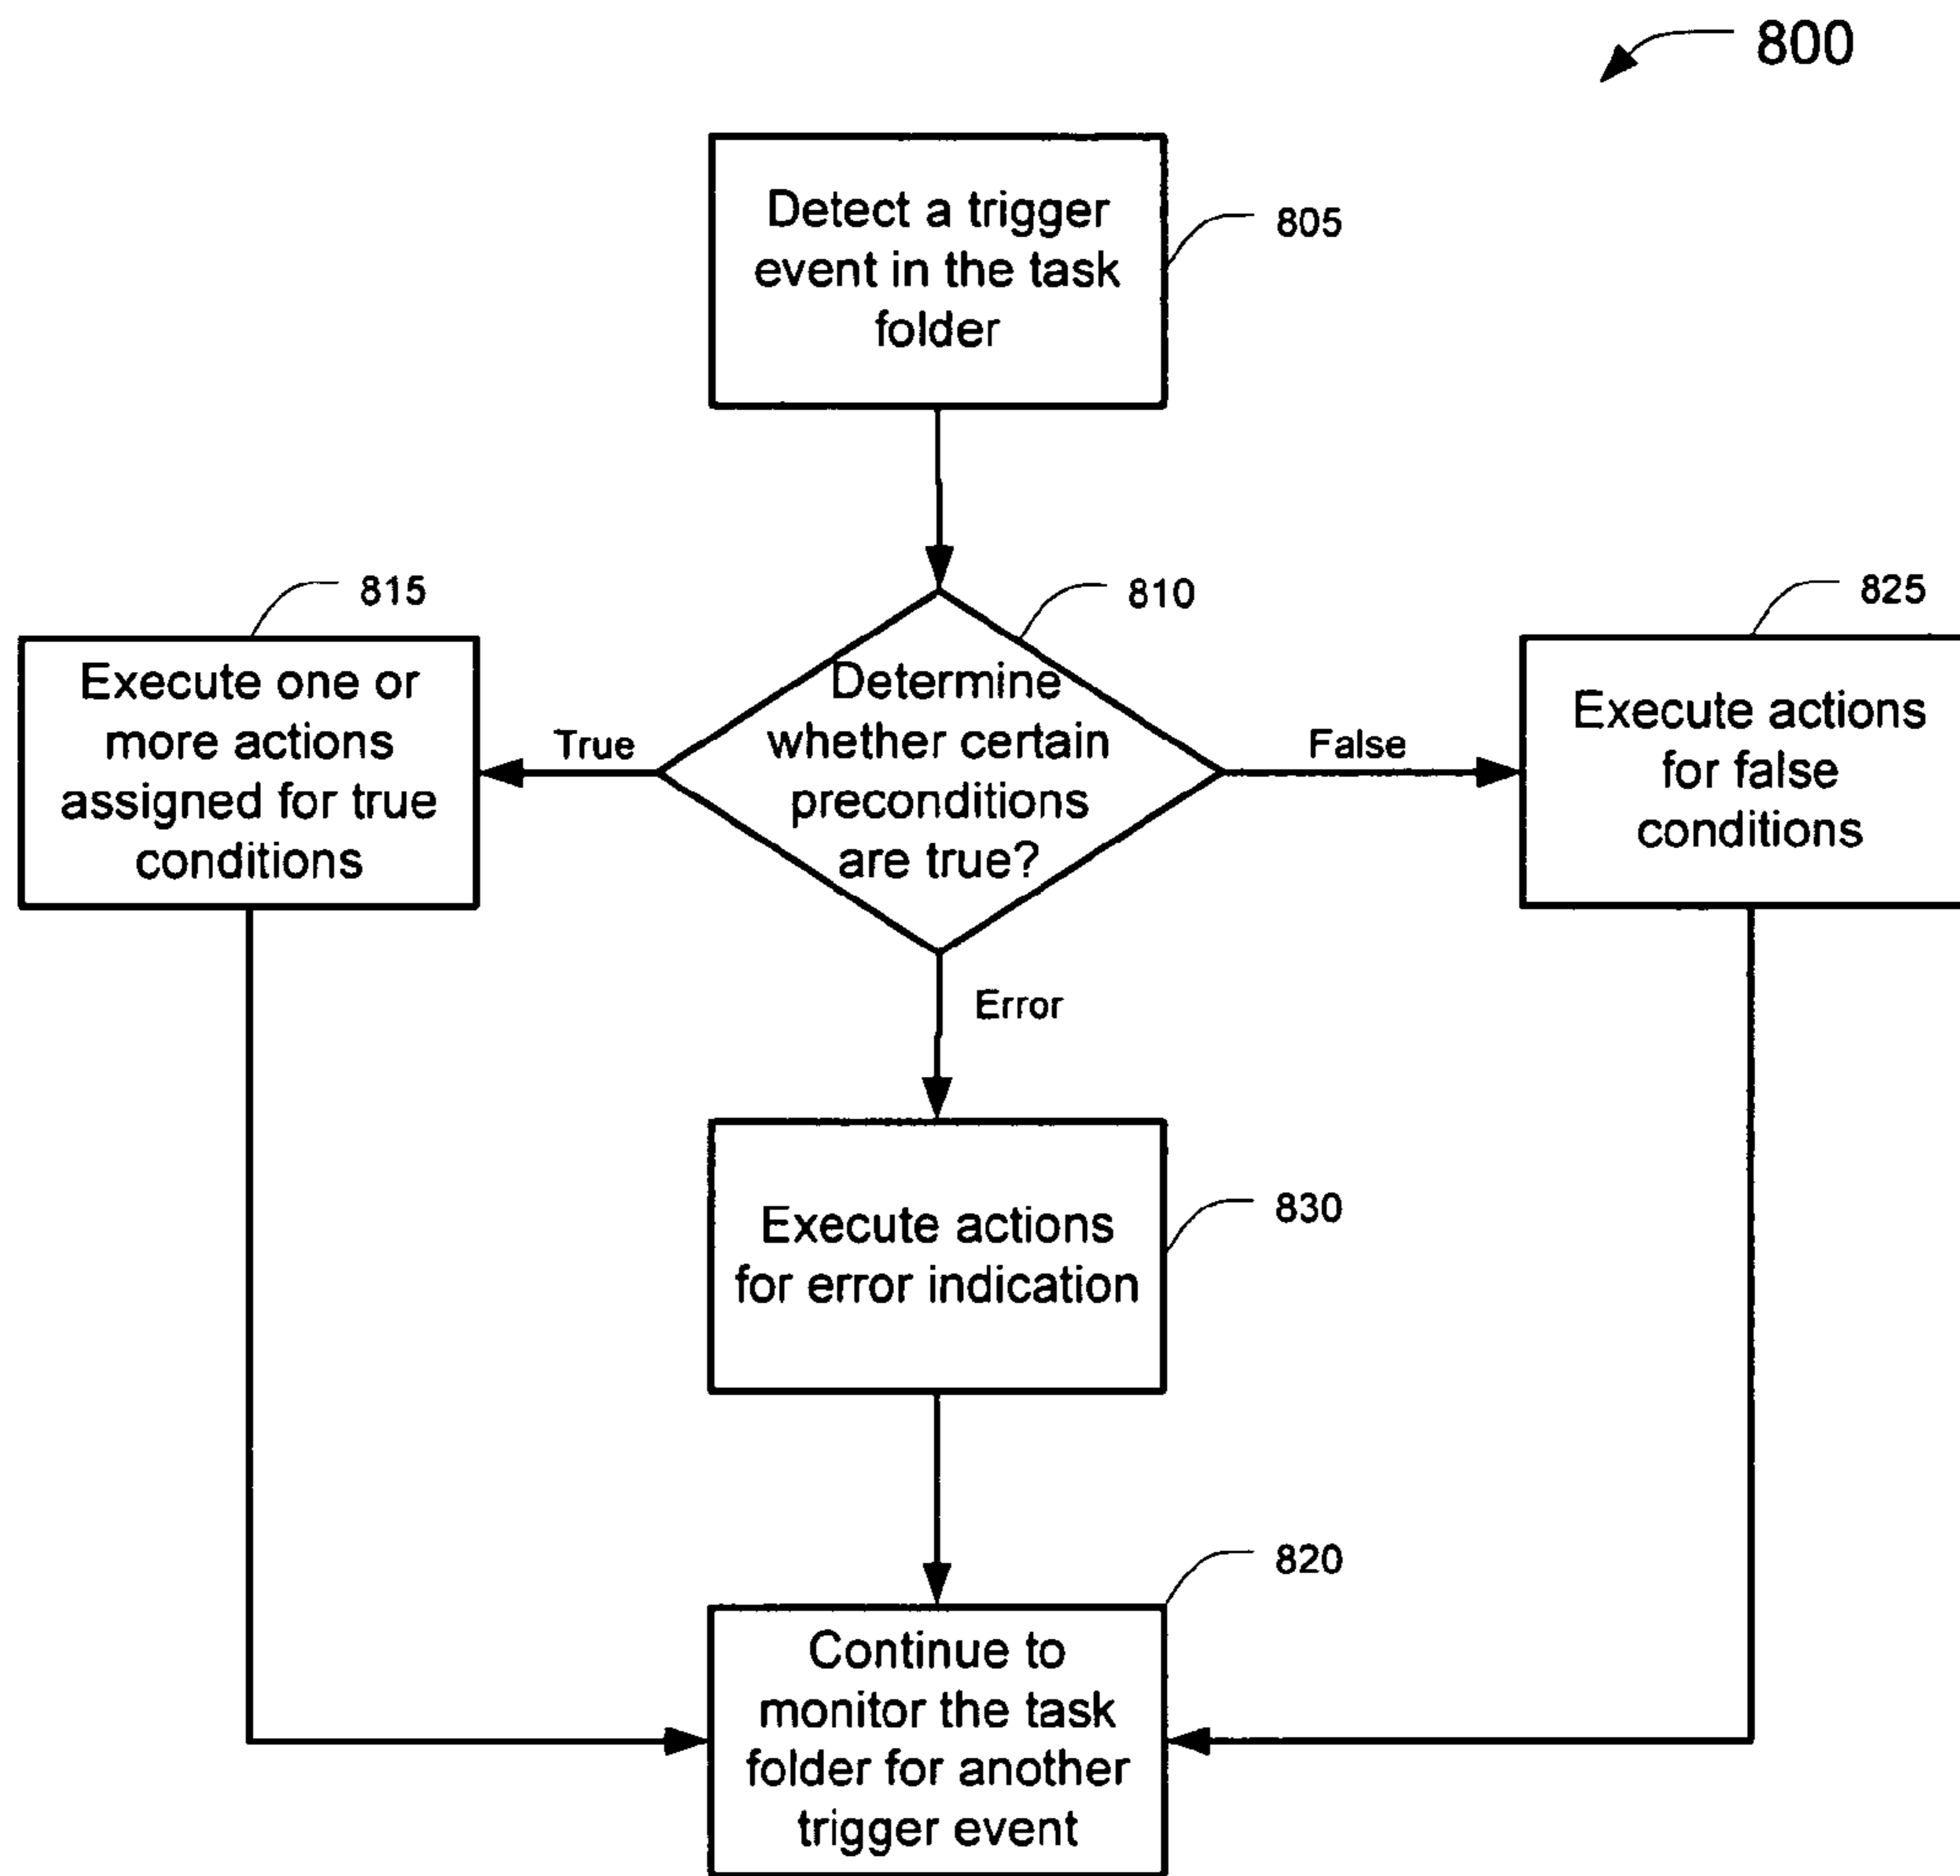 800
Detect a trigger
event in the task
folder
805
815
810
825
Execute one or
more actions
assigned for true
conditions
True
Determine
whether certain
preconditions
are true?
False
Execute actions
for false
conditions
Error
Execute actions
for error indication
830
820
Continue to
monitor the task
folder for another
trigger event